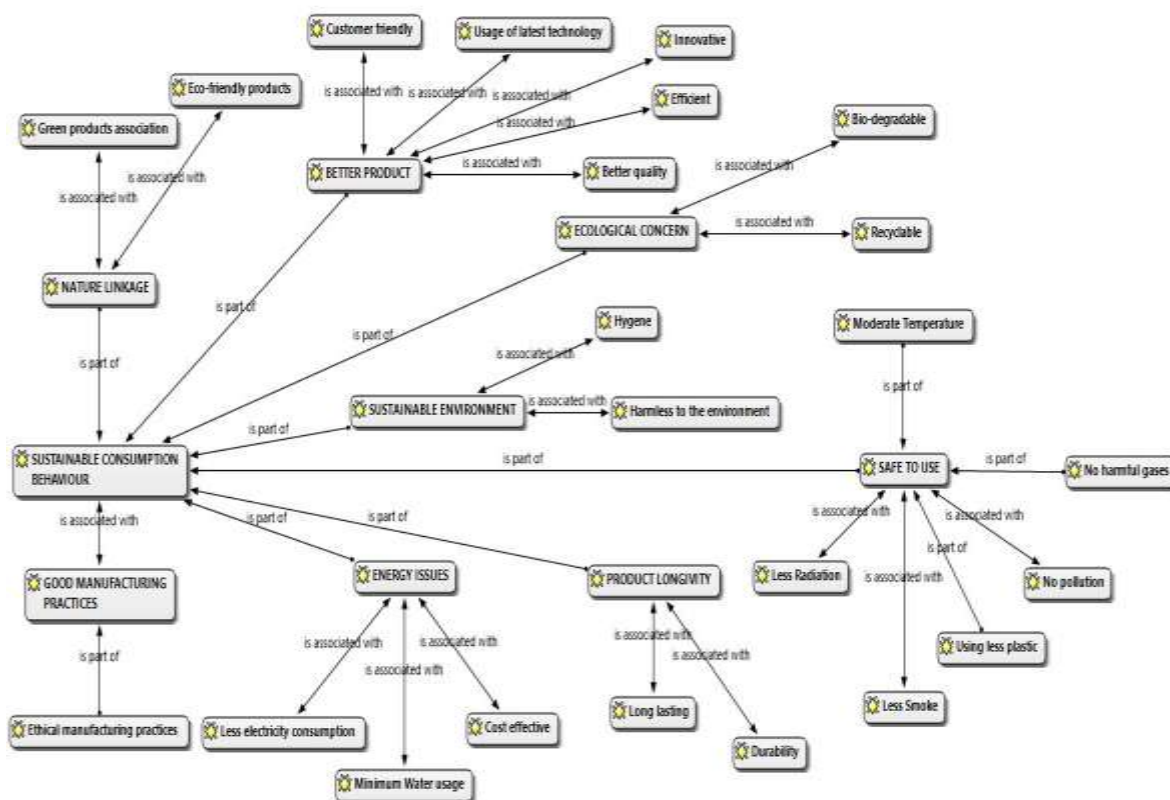 Customer friendly
Usage of latest technology
Innovative
is associated with
is associated with
is associated with
Eco-friendly products
Efficient
is associated with
Green products association
Bio-degradable
is associated with
is associated with
is associated with
BETTER PRODUCT
is associated with
Better quality
is associated with
ECOLOGICAL CONCERN
is associated with
Recyclable
NATURE LINKAGE
is part of
Hygene
Moderate Temperature
is part of
is part of
is associated with
is part of
SUSTAINABLE ENVIRONMENT
is associated with
Harmless to the environment
is part of
SUSTAINABLE CONSUMPTION
BEHAVIOUR
is part of
SAFE TO USE
is part of
No harmful gases
is associated with
is part of
is part of
is associated with
is associated with
is part of
is associated with
GOOD MANUFACTURING
PRACTICES
ENERGY ISSUES
PRODUCT LONGIVITY
Less Radiation
No pollution
is associated with
is associated with
is associated with
is associated with
is associated with
is part of
Using less plastic
Ethical manufacturing practices
Less electricity consumption
Cost effective
Long lasting
Less Smoke
Minimum Water usage
Durability